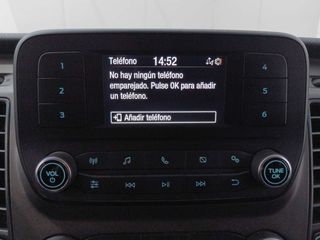 Teléfono 14:52
No hay ningún teléfono
emparejado. Pulse OK para añadir
un teléfono.
Añadir teléfono
1
2
3
4
5
6
VOL
TUNE
OK